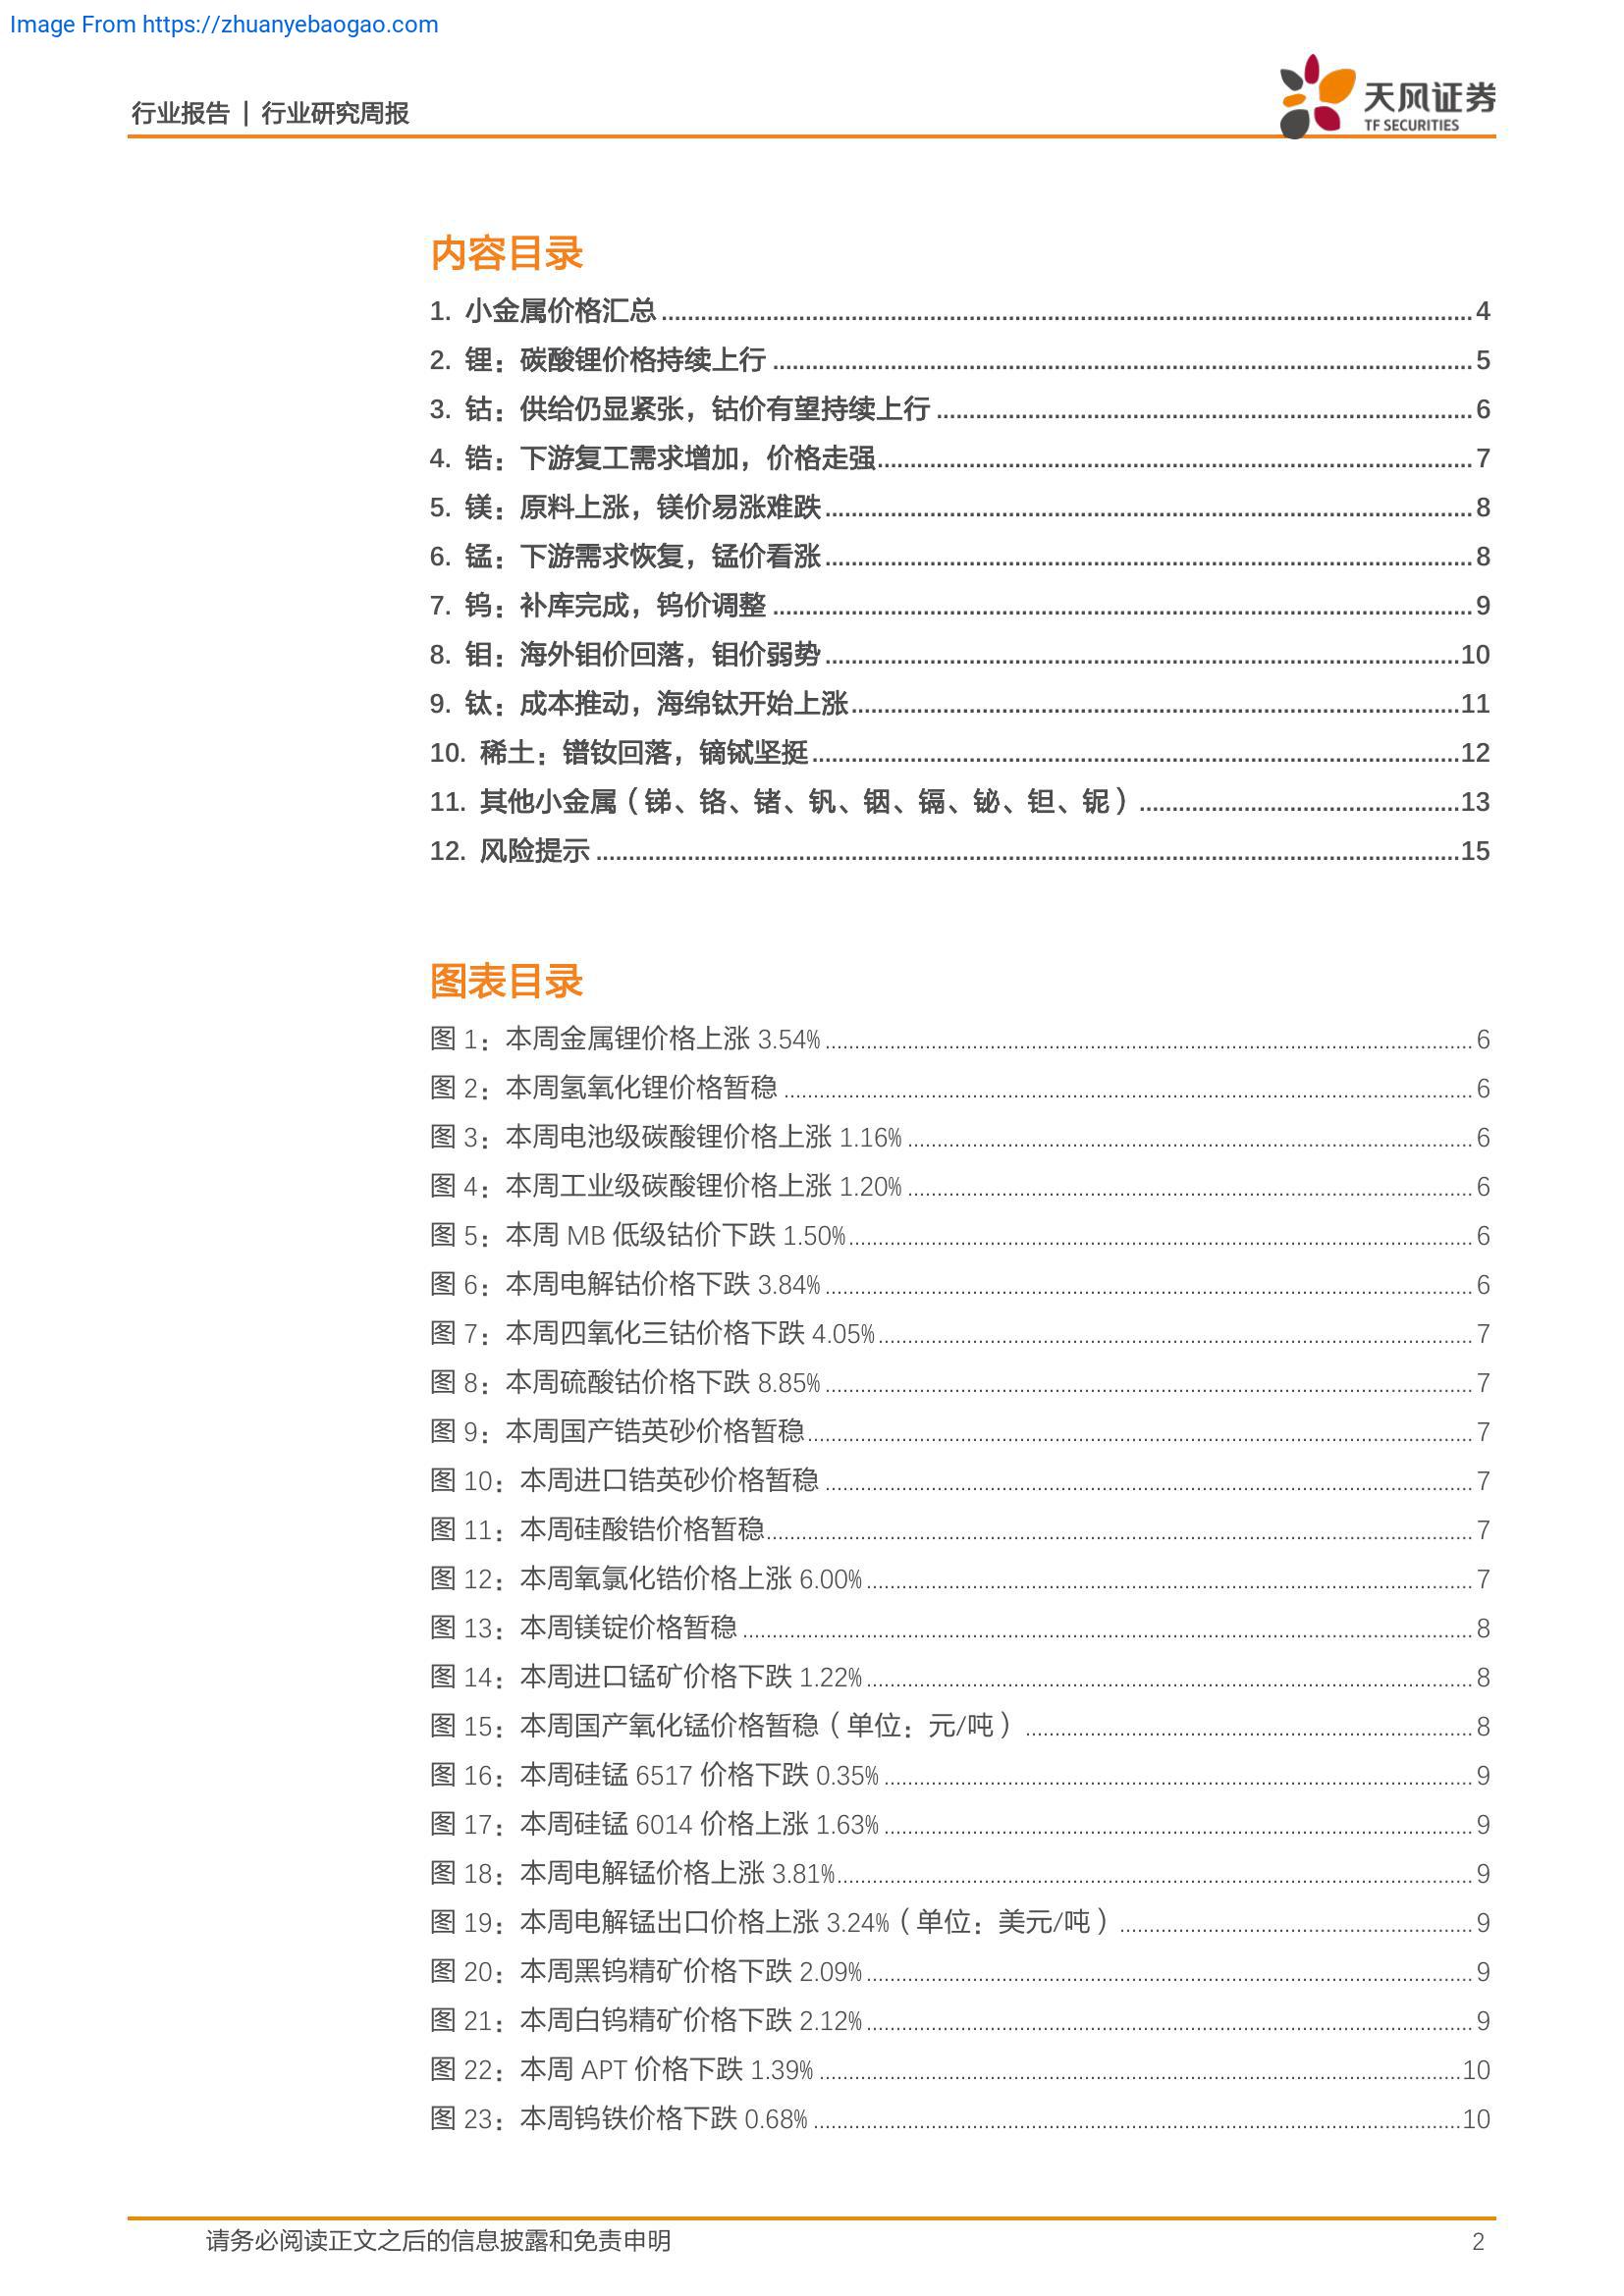 Image From https://zhuanyebaogao.com
行业报告 | 行业研究周报
天风证券
TF SECURITIES
内容目录
1. 小金属价格汇总 4
2. 锂：碳酸锂价格持续上行 5
3. 钴：供给仍显紧张，钴价有望持续上行 6
4. 锆：下游复工需求增加，价格走强 7
5. 镁：原料上涨，镁价易涨难跌 8
6. 锰：下游需求恢复，锰价看涨 8
7. 钨：补库完成，钨价调整 9
8. 钼：海外钼价回落，钼价弱势 10
9. 钛：成本推动，海绵钛开始上涨 11
10. 稀土：镨钕回落，镝铽坚挺 12
11. 其他小金属（锑、铬、锗、钒、铟、镉、铋、钽、铌） 13
12. 风险提示 15
图表目录
图 1：本周金属锂价格上涨 3.54% 6
图 2：本周氢氧化锂价格暂稳 6
图 3：本周电池级碳酸锂价格上涨 1.16% 6
图 4：本周工业级碳酸锂价格上涨 1.20% 6
图 5：本周 MB 低级钴价下跌 1.50% 6
图 6：本周电解钴价格下跌 3.84% 6
图 7：本周四氧化三钴价格下跌 4.05% 7
图 8：本周硫酸钴价格下跌 8.85% 7
图 9：本周国产锆英砂价格暂稳 7
图 10：本周进口锆英砂价格暂稳 7
图 11：本周硅酸锆价格暂稳 7
图 12：本周氧氯化锆价格上涨 6.00% 7
图 13：本周镁锭价格暂稳 8
图 14：本周进口锰矿价格下跌 1.22% 8
图 15：本周国产氧化锰价格暂稳（单位：元/吨） 8
图 16：本周硅锰 6517 价格下跌 0.35% 9
图 17：本周硅锰 6014 价格上涨 1.63% 9
图 18：本周电解锰价格上涨 3.81% 9
图 19：本周电解锰出口价格上涨 3.24%（单位：美元/吨） 9
图 20：本周黑钨精矿价格下跌 2.09% 9
图 21：本周白钨精矿价格下跌 2.12% 9
图 22：本周 APT 价格下跌 1.39% 10
图 23：本周钨铁价格下跌 0.68% 10
请务必阅读正文之后的信息披露和免责申明 2